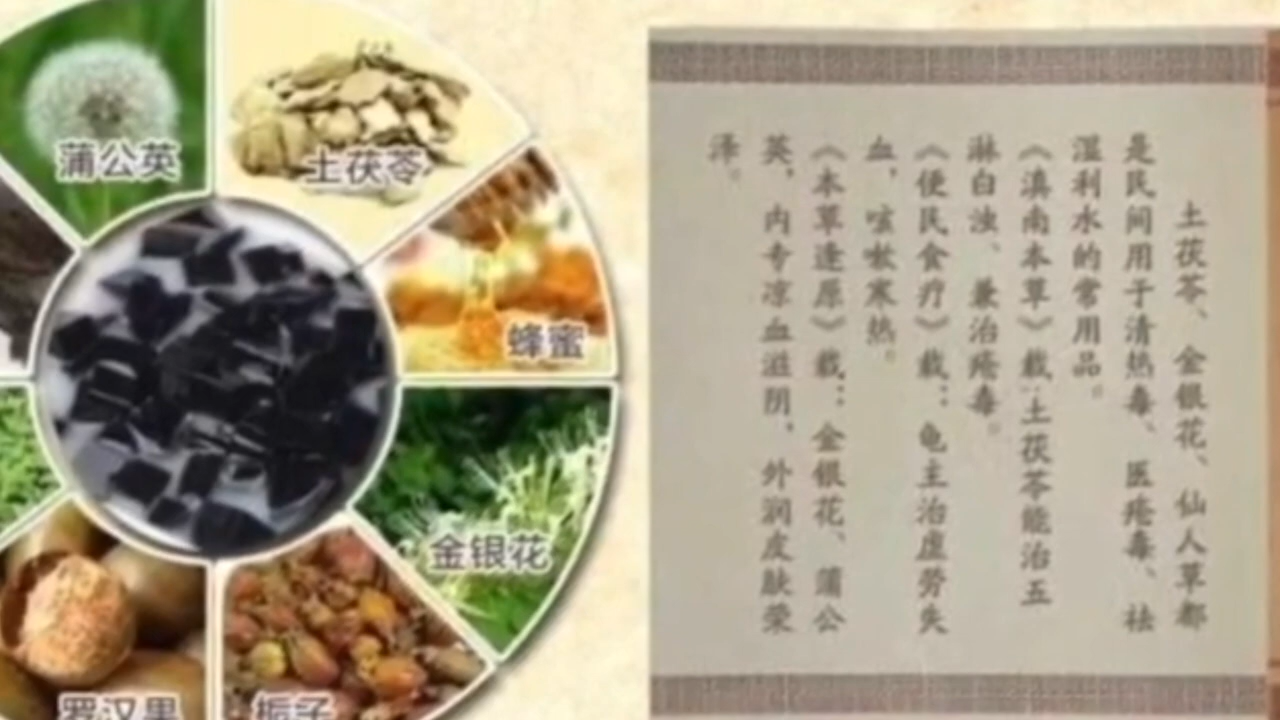 蒲公英
土茯苓
蜂蜜
金银花
罗汉果
栀子
土茯苓、金银花、仙人草都
是民间用于清热毒、医疮毒、祛
湿利水的常用品。
《滇南本草》载:土茯苓能治五
淋白浊、兼治疮毒。
《便民食疗》载:龟主治虚劳失
血,咳嗽寒热。
《本草逢原》载:金银花、蒲公
英,内专凉血滋阴,外润皮肤荣
泽。